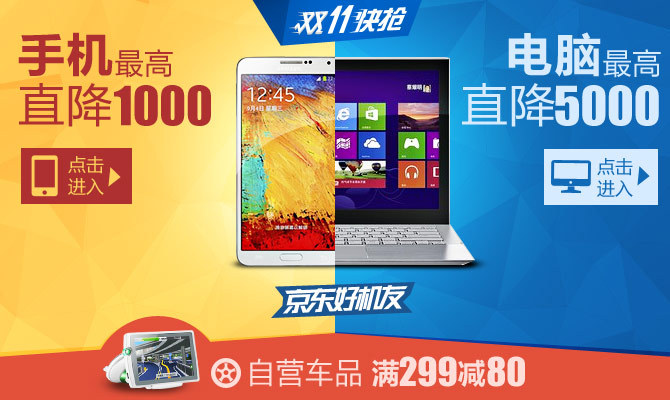 双11快抢
手机最高
直降1000
点击
进入
电脑最高
直降5000
点击
进入
12:45
京东好机友
自营车品 满299减80